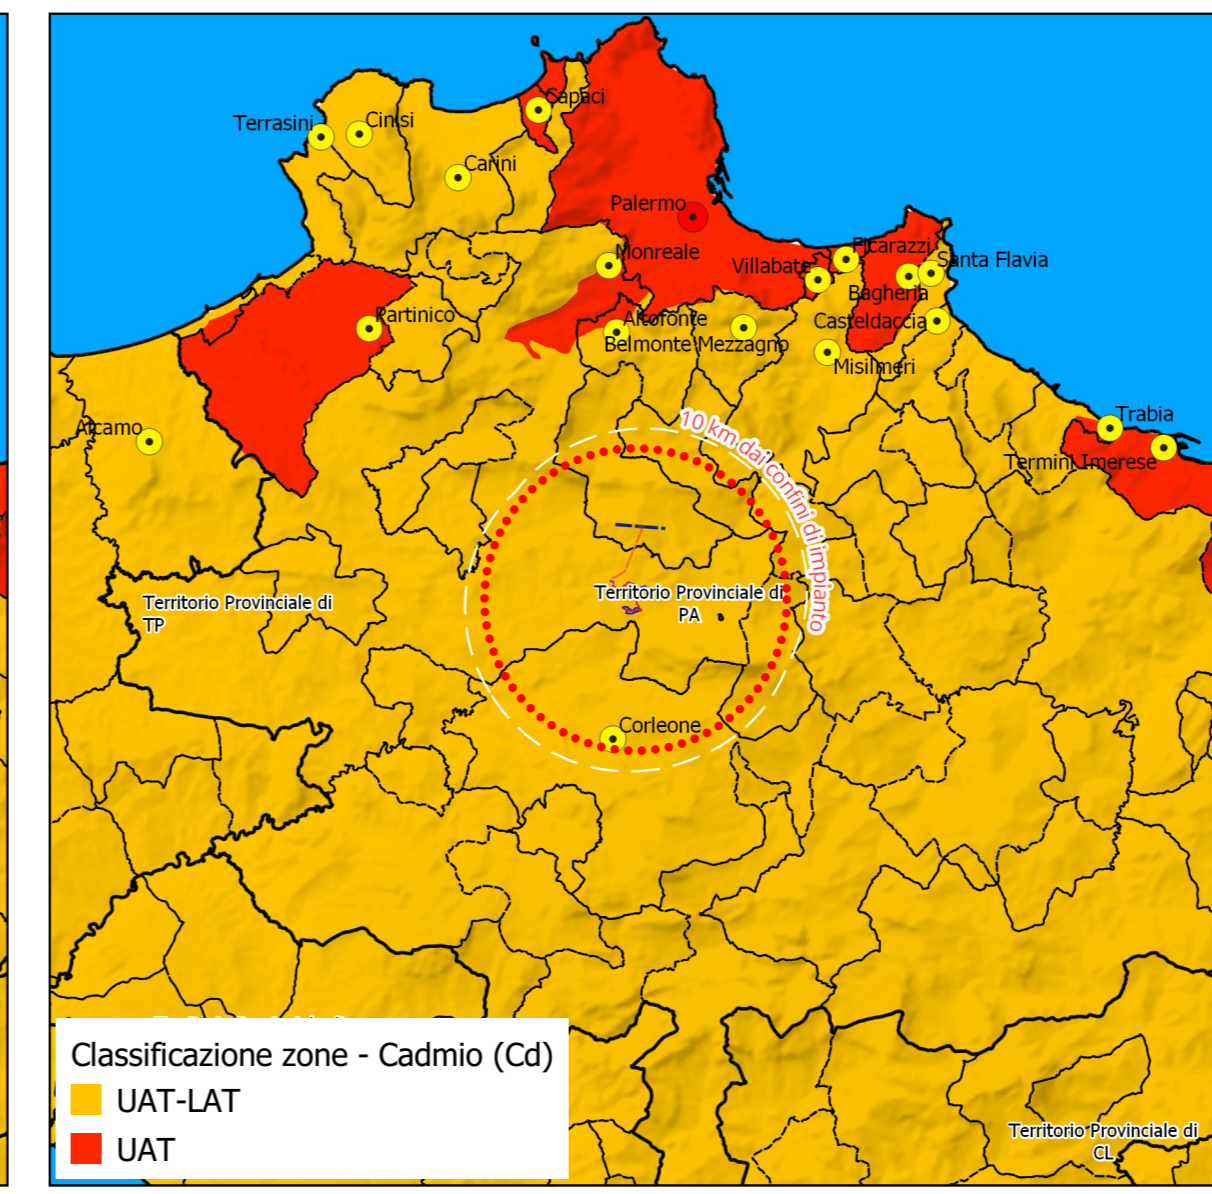 Capaci
Terrasini
Cinisi
Carini
Palermo
Monreale
Ficarazzi
Villabate
Santa Flavia
Bagheria
Partinico
Altofonte
Casteldaccia
Belmonte Mezzagno
Misilmeri
Alcamo
Trabia
Termini Imerese
10 km dai confini di impianto
Territorio Provinciale di
TP
Territorio Provinciale di
PA
Corleone
Classificazione zone - Cadmio (Cd)
UAT-LAT
UAT
Territorio Provinciale di
CL